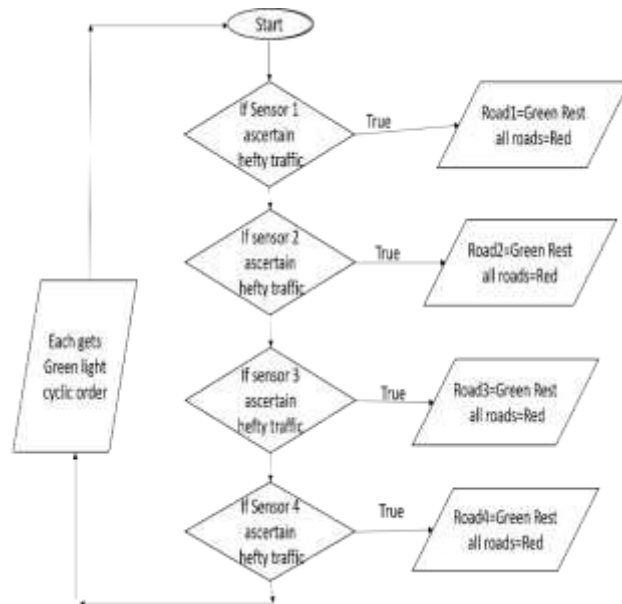 Start
If Sensor 1
ascertain
hefty traffic
True
Road1=Green Rest
all roads=Red
If sensor 2
ascertain
hefty traffic
True
Road2=Green Rest
all roads=Red
Each gets
Green light
cyclic order
If sensor 3
ascertain
hefty traffic
True
Road3=Green Rest
all roads=Red
If Sensor 4
ascertain
hefty traffic
True
Road4=Green Rest
all roads=Red